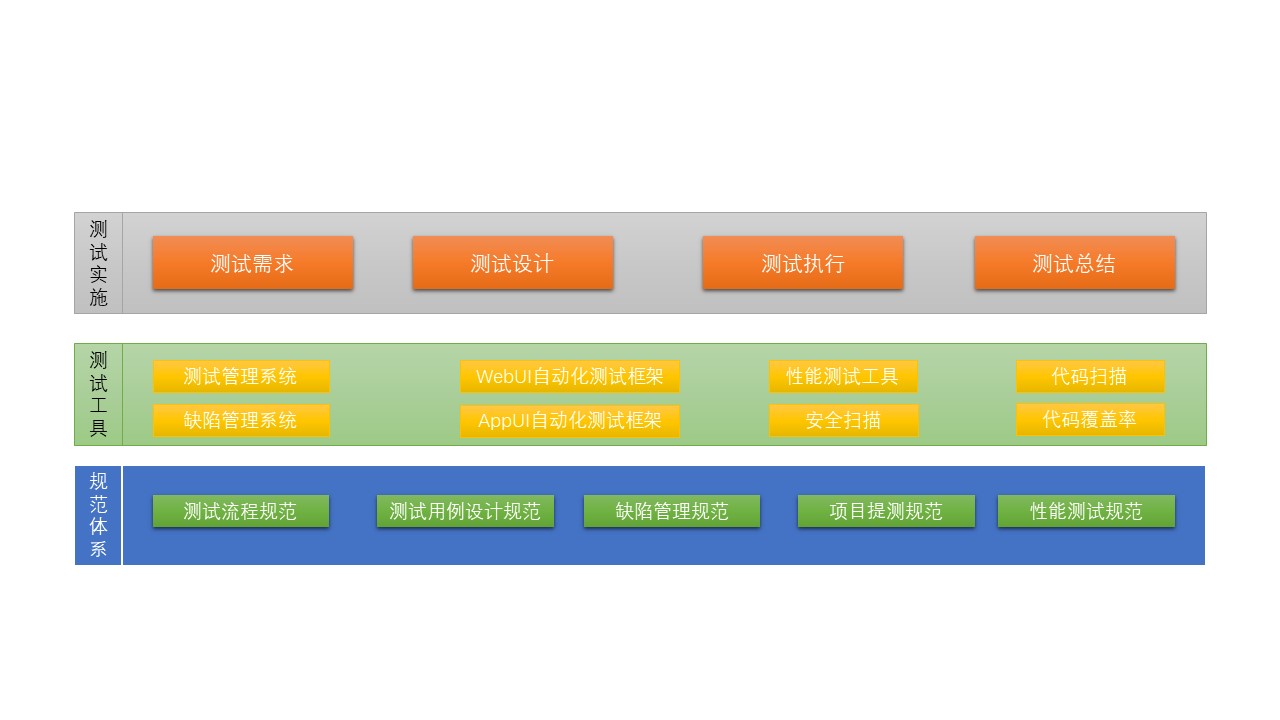 测试实施
测试需求
测试设计
测试执行
测试总结
测试工具
测试管理系统
WebUI自动化测试框架
性能测试工具
代码扫描
缺陷管理系统
AppUI自动化测试框架
安全扫描
代码覆盖率
规范体系
测试流程规范
测试用例设计规范
缺陷管理规范
项目提测规范
性能测试规范